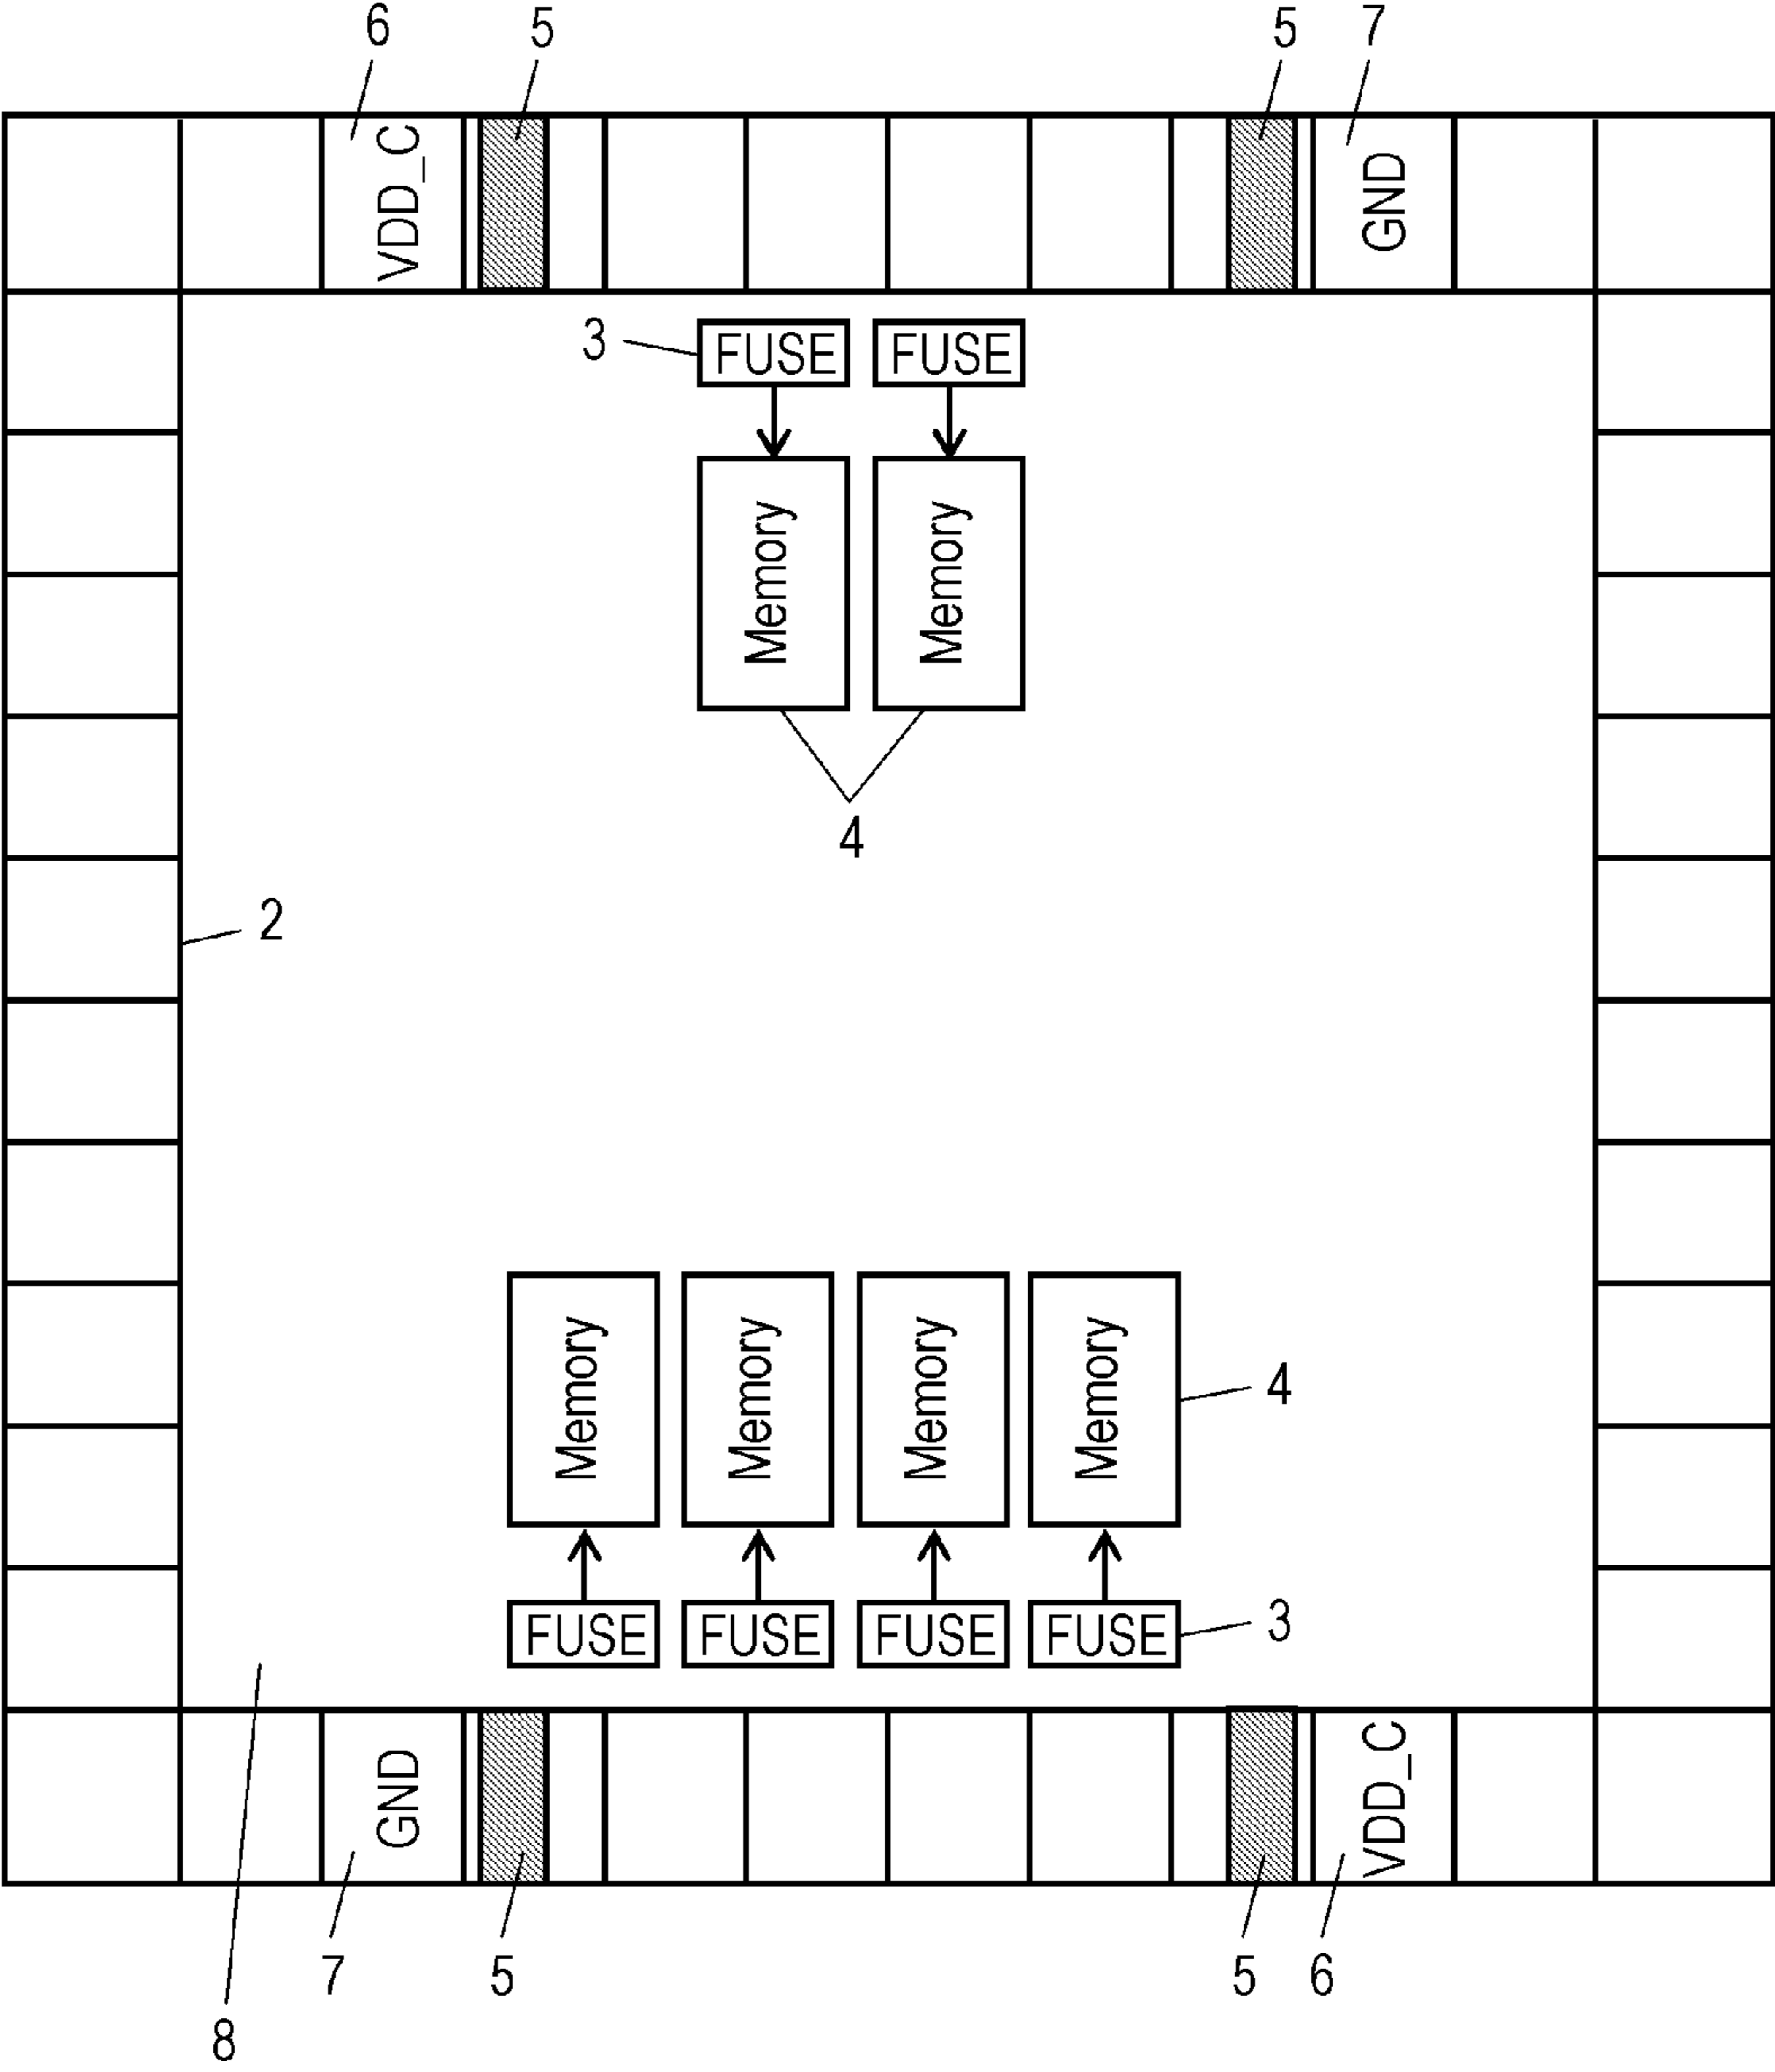 6
5
5
7
VDD_C
GND
3
FUSE
FUSE
Memory
Memory
4
2
Memory
Memory
Memory
Memory
4
FUSE
FUSE
FUSE
FUSE
3
GND
VDD_C
7
5
5
6
8